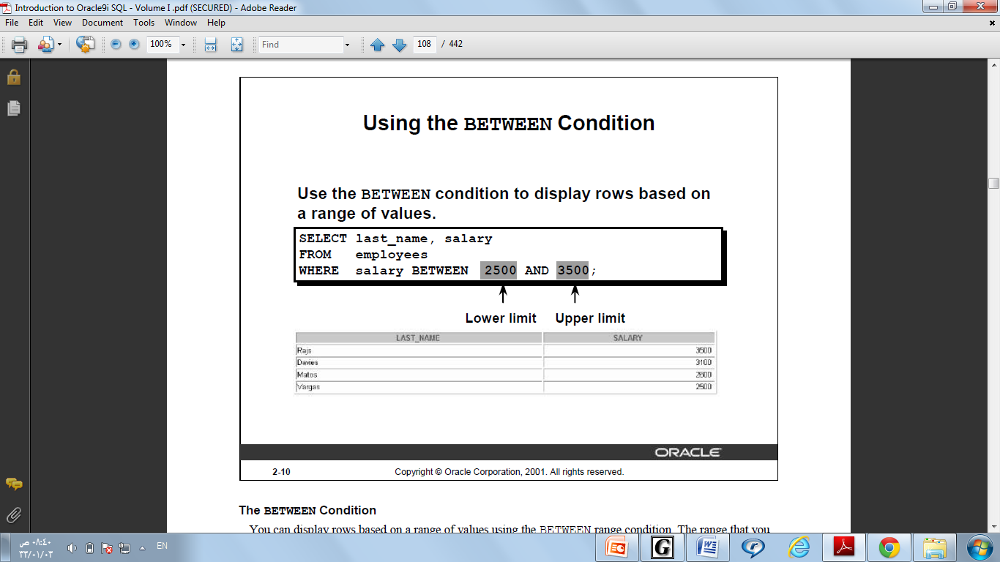 Introduction to Oracle9i SQL - Volume I .pdf (SECURED) - Adobe Reader
File Edit View Document Tools Window Help
100% Find 108 / 442
Using the BETWEEN Condition
Use the BETWEEN condition to display rows based on
a range of values.
SELECT last_name, salary
FROM employees
WHERE salary BETWEEN 2500 AND 3500;
Lower limit Upper limit
LAST_NAME SALARY
Rajs 3500
Davies 3100
Matos 2600
Vargas 2500
ORACLE
2-10 Copyright © Oracle Corporation, 2001. All rights reserved.
The BETWEEN Condition
You can display rows based on a range of values using the BETWEEN range condition. The range that you
٠٨:٤٠ ص
٣٣/٠١/٠٣
EN